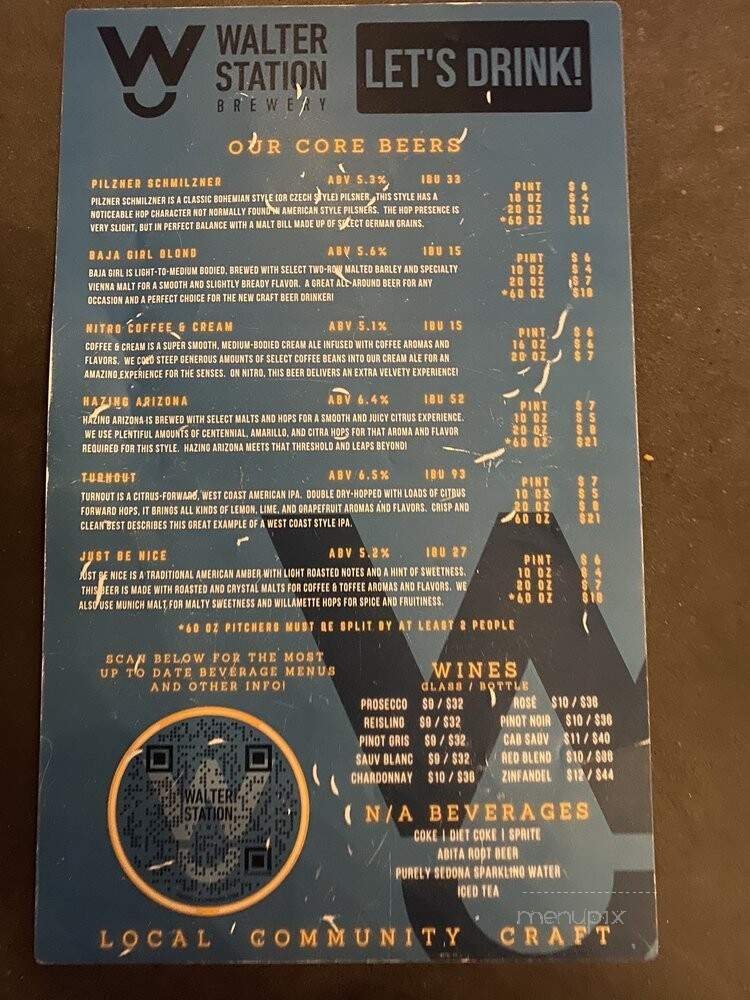 WALTER
STATION
BREWERY
LET'S DRINK!
OUR CORE BEERS
PILZNER SCHMILZNER ABV 5.3% IBU 33
PILZNER SCHMILZNER IS A CLASSIC BOHEMIAN STYLE (OR CZECH STYLE) PILSNER. THIS STYLE HAS A
NOTICEABLE HOP CHARACTER NOT NORMALLY FOUND IN AMERICAN STYLE PILSNERS. THE HOP PRESENCE IS
VERY SLIGHT, BUT IN PERFECT BALANCE WITH A MALT BILL MADE UP OF SELECT GERMAN GRAINS.
PINT $ 6
10 OZ $ 4
20 OZ $ 7
*60 OZ $18
BAJA GIRL BLOND ABV 5.6% IBU 15
BAJA GIRL IS LIGHT-TO-MEDIUM BODIED, BREWED WITH SELECT TWO-ROW MALTED BARLEY AND SPECIALTY
VIENNA MALT FOR A SMOOTH AND SLIGHTLY BREADY FLAVOR. A GREAT ALL-AROUND BEER FOR ANY
OCCASION AND A PERFECT CHOICE FOR THE NEW CRAFT BEER DRINKER!
PINT $ 6
10 OZ $ 4
20 OZ $ 7
*60 OZ $18
NITRO COFFEE & CREAM ABV 5.1% IBU 15
COFFEE & CREAM IS A SUPER SMOOTH, MEDIUM-BODIED CREAM ALE INFUSED WITH COFFEE AROMAS AND
FLAVORS. WE COLD STEEP GENEROUS AMOUNTS OF SELECT COFFEE BEANS INTO OUR CREAM ALE FOR AN
AMAZING EXPERIENCE FOR THE SENSES. ON NITRO, THIS BEER DELIVERS AN EXTRA VELVETY EXPERIENCE!
PINT $ 6
16 OZ $ 6
20 OZ $ 7
HAZING ARIZONA ABV 6.4% IBU 52
HAZING ARIZONA IS BREWED WITH SELECT MALTS AND HOPS FOR A SMOOTH AND JUICY CITRUS EXPERIENCE.
WE USE PLENTIFUL AMOUNTS OF CENTENNIAL, AMARILLO, AND CITRA HOPS FOR THAT AROMA AND FLAVOR
REQUIRED FOR THIS STYLE. HAZING ARIZONA MEETS THAT THRESHOLD AND LEAPS BEYOND!
PINT $ 7
10 OZ $ 5
20 OZ $ 8
*60 OZ $21
TURNOUT ABV 6.5% IBU 93
TURNOUT IS A CITRUS-FORWARD, WEST COAST AMERICAN IPA. DOUBLE DRY-HOPPED WITH LOADS OF CITRUS
FORWARD HOPS, IT BRINGS ALL KINDS OF LEMON, LIME, AND GRAPEFRUIT AROMAS AND FLAVORS. CRISP AND
CLEAN BEST DESCRIBES THIS GREAT EXAMPLE OF A WEST COAST STYLE IPA.
PINT $ 7
10 OZ $ 5
20 OZ $ 8
*60 OZ $21
JUST BE NICE ABV 5.2% IBU 27
JUST BE NICE IS A TRADITIONAL AMERICAN AMBER WITH LIGHT ROASTED NOTES AND A HINT OF SWEETNESS.
THIS BEER IS MADE WITH ROASTED AND CRYSTAL MALTS FOR COFFEE & TOFFEE AROMAS AND FLAVORS. WE
ALSO USE MUNICH MALT FOR MALTY SWEETNESS AND WILLAMETTE HOPS FOR SPICE AND FRUITINESS.
PINT $ 6
10 OZ $ 4
20 OZ $ 7
*60 OZ $18
*60 OZ PITCHERS MUST BE SPLIT BY AT LEAST 2 PEOPLE
SCAN BELOW FOR THE MOST
UP TO DATE BEVERAGE MENUS
AND OTHER INFO!
WALTER
STATION
WINES
GLASS / BOTTLE
PROSECCO $9 / $32
REISLING $9 / $32
PINOT GRIS $9 / $32
SAUV BLANC $9 / $32
CHARDONNAY $10 / $36
ROSÉ $10 / $36
PINOT NOIR $10 / $36
CAB SAUV $11 / $40
RED BLEND $10 / $36
ZINFANDEL $12 / $44
N/A BEVERAGES
COKE | DIET COKE | SPRITE
ABITA ROOT BEER
PURELY SEDONA SPARKLING WATER
ICED TEA
menupix
LOCAL COMMUNITY CRAFT